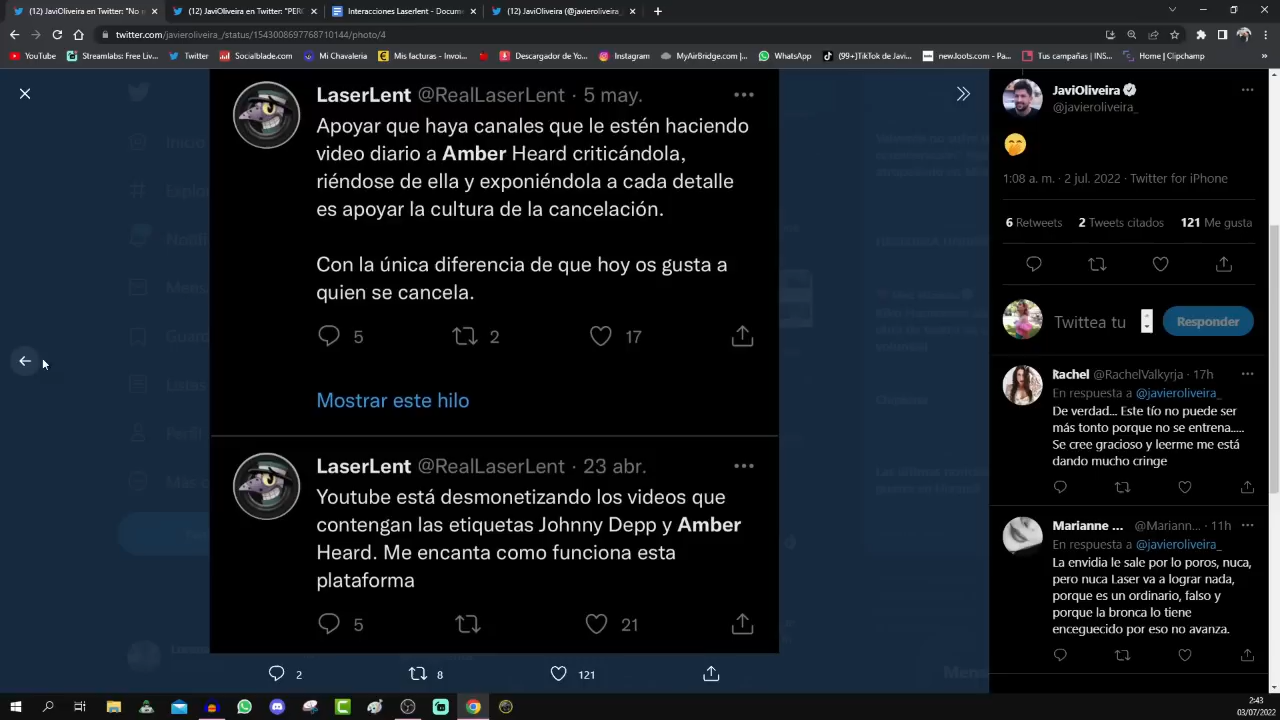 (12) JaviOliveira en Twitter: "No
(12) JaviOliveira en Twitter: "PER
Interacciones Laserlent - Docume
(12) JaviOliveira (@javieroliveira_
twitter.com/javieroliveira_/status/1543008697768710144/photo/4
YouTube
Streamlabs: Free Liv...
Twitter
Socialblade.com
Mi Chavaleria
Mis facturas - Invoi...
Descargador de Yo...
Instagram
MyAirBridge.com |...
WhatsApp
(99+)TikTok de Javi...
new.loots.com - Pa...
Tus campañas | INS...
Home | Clipchamp
LaserLent @RealLaserLent · 5 may.
Apoyar que haya canales que le estén haciendo
video diario a Amber Heard criticándola,
riéndose de ella y exponiéndola a cada detalle
es apoyar la cultura de la cancelación.
Con la única diferencia de que hoy os gusta a
quien se cancela.
5
2
17
Mostrar este hilo
LaserLent @RealLaserLent · 23 abr.
Youtube está desmonetizando los videos que
contengan las etiquetas Johnny Depp y Amber
Heard. Me encanta como funciona esta
plataforma
5
21
2
8
121
JaviOliveira
@javieroliveira_
1:08 a. m. · 2 jul. 2022 · Twitter for iPhone
6 Retweets
2 Tweets citados
121 Me gusta
Twittea tu
Responder
Rachel @RachelValkyrja · 17h
En respuesta a @javieroliveira_
De verdad... Este tío no puede ser
más tonto porque no se entrena.....
Se cree gracioso y leerme me está
dando mucho cringe
Marianne ... @Mariann... · 11h
En respuesta a @javieroliveira_
La envidia le sale por lo poros, nuca,
pero nuca Laser va a lograr nada,
porque es un ordinario, falso y
porque la bronca lo tiene
enceguecido por eso no avanza.
2:43
03/07/2022